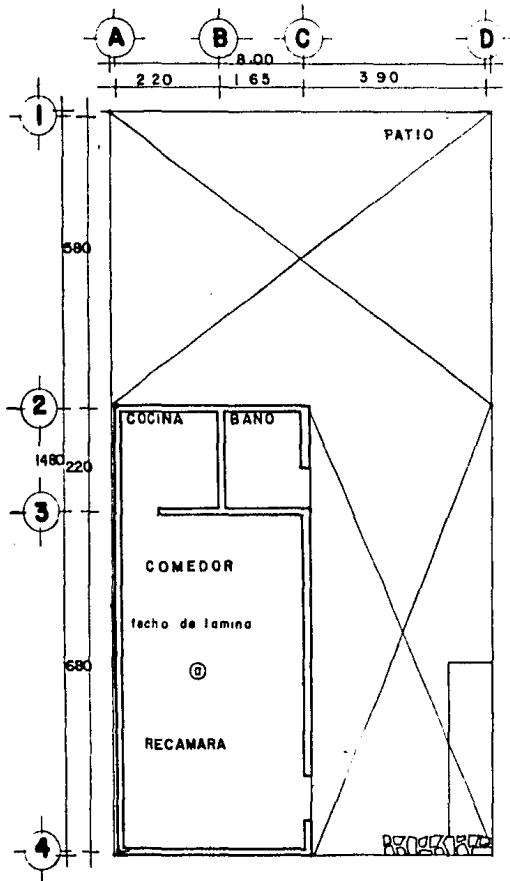 A B C D
8.00
2 20 1 65 3 90
1
PATIO
580
2
COCINA BANO
1480 220
3
COMEDOR
techo de lamina
a
680
RECAMARA
4